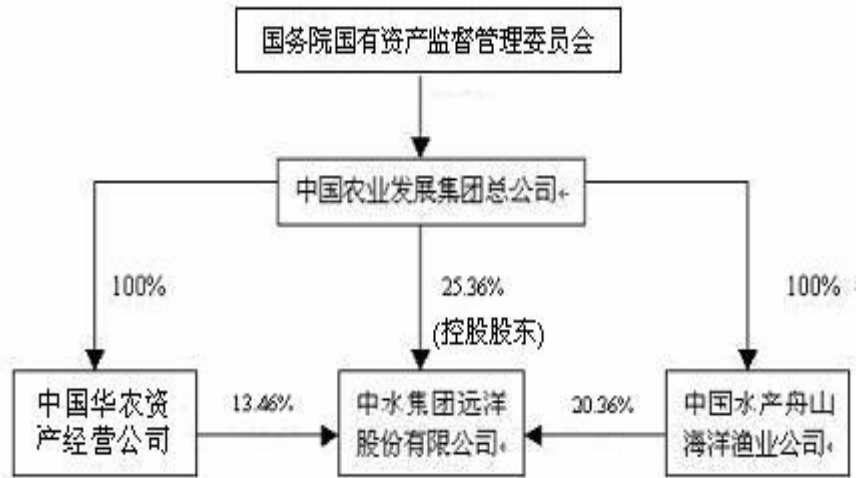 国务院国有资产监督管理委员会
中国农业发展集团总公司
100%
25.36%
100%
(控股股东)
中国华农资
产经营公司
13.46%
中水集团远洋
股份有限公司
20.36%
中国水产舟山
海洋渔业公司